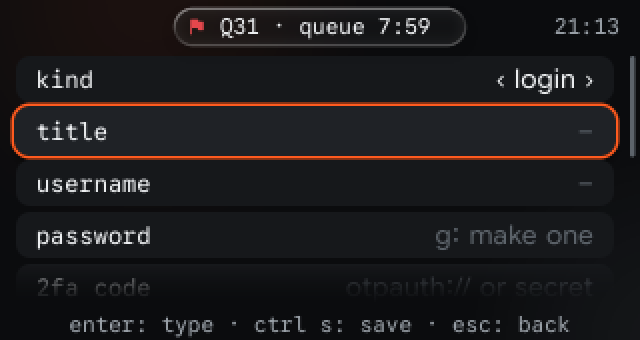 Q31 · queue 7:59
21:13
kind ‹ login ›
title –
username –
password g: make one
2fa code otpauth:// or secret
enter: type · ctrl s: save · esc: back